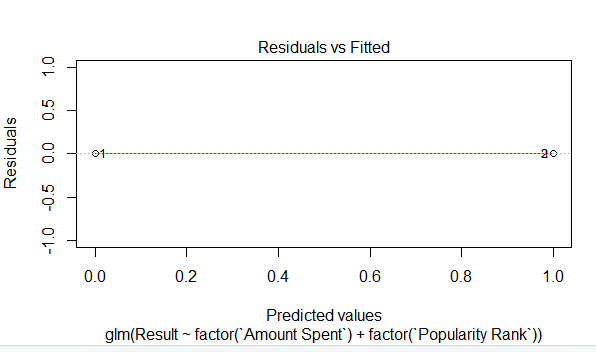 Residuals vs Fitted
Residuals
1.0
0.5
0.0
-0.5
-1.0
1
2
0.0 0.2 0.4 0.6 0.8 1.0
Predicted values
glm(Result ~ factor(`Amount Spent`) + factor(`Popularity Rank`))